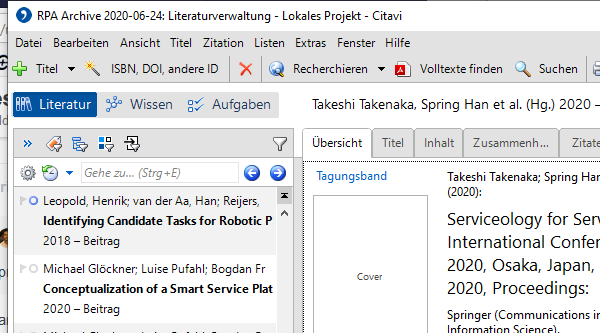 RPA Archive 2020-06-24: Literaturverwaltung - Lokales Projekt - Citavi
Datei Bearbeiten Ansicht Titel Zitation Listen Extras Fenster Hilfe
Titel ISBN, DOI, andere ID Recherchieren Volltexte finden Suchen
Literatur Wissen Aufgaben
Takeshi Takenaka, Spring Han et al. (Hg.) 2020 –
Übersicht Titel Inhalt Zusammenh... Zitate
Gehe zu... (Strg+E)
Leopold, Henrik; van der Aa, Han; Reijers,
Identifying Candidate Tasks for Robotic P
2018 – Beitrag
Michael Glöckner; Luise Pufahl; Bogdan Fr
Conceptualization of a Smart Service Plat
2020 – Beitrag
Tagungsband
Cover
Takeshi Takenaka; Spring Han
(2020):
Serviceology for Serv
International Confere
2020, Osaka, Japan,
2020, Proceedings:
Springer (Communications in
Information Science).